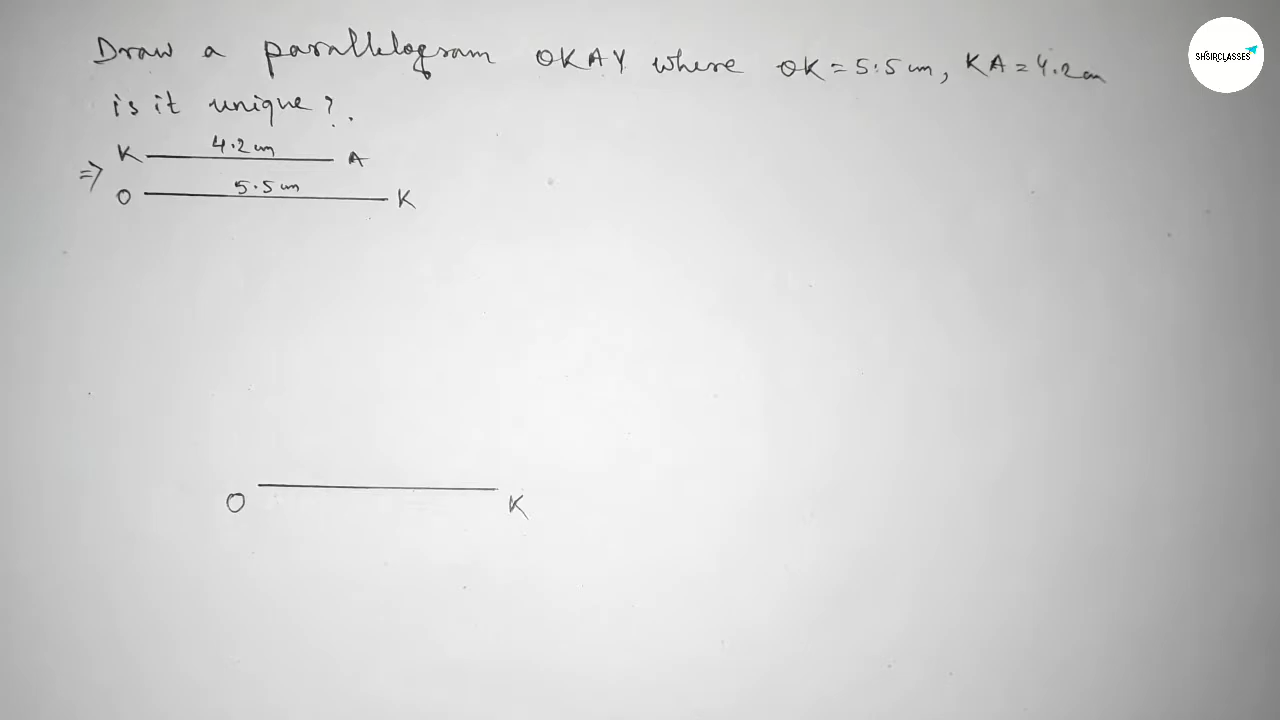 Draw a parallelogram OKAY where OK = 5.5 cm, KA = 4.2 cm
is it unique ?.
K 4.2 cm A
⇒
O 5.5 cm K
O K
SHSIRCLASSES